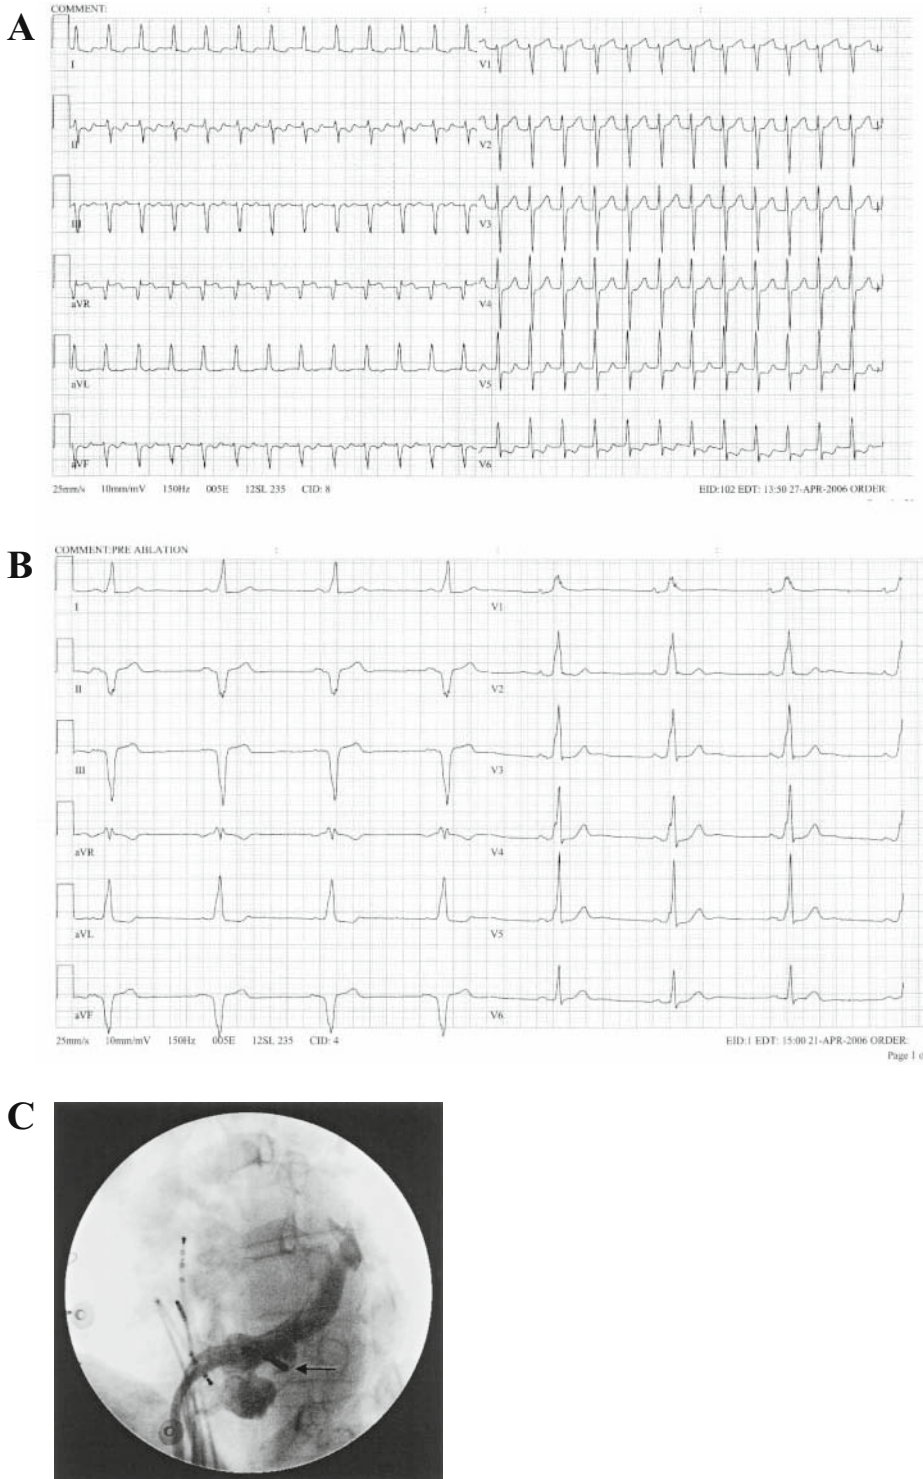 A
COMMENT:
I
V1
II
V2
III
V3
aVR
V4
aVL
V5
aVF
V6
25mm/s 10mm/mV 150Hz 005E 12SL 235 CID: 8 EID:102 EDT: 13:50 27-APR-2006 ORDER:
B
COMMENT:PRE ABLATION
I
V1
II
V2
III
V3
aVR
V4
aVL
V5
aVF
V6
25mm/s 10mm/mV 150Hz 005E 12SL 235 CID: 4 EID:1 EDT: 15:00 21-APR-2006 ORDER:
Page 1 o
C